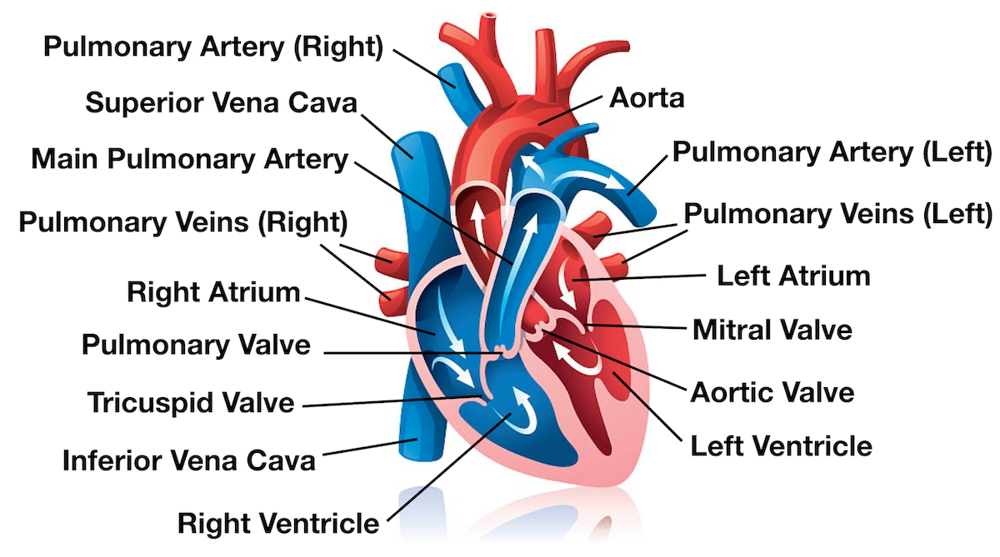 Pulmonary Artery (Right)
Superior Vena Cava
Main Pulmonary Artery
Pulmonary Veins (Right)
Right Atrium
Pulmonary Valve
Tricuspid Valve
Inferior Vena Cava
Right Ventricle
Aorta
Pulmonary Artery (Left)
Pulmonary Veins (Left)
Left Atrium
Mitral Valve
Aortic Valve
Left Ventricle